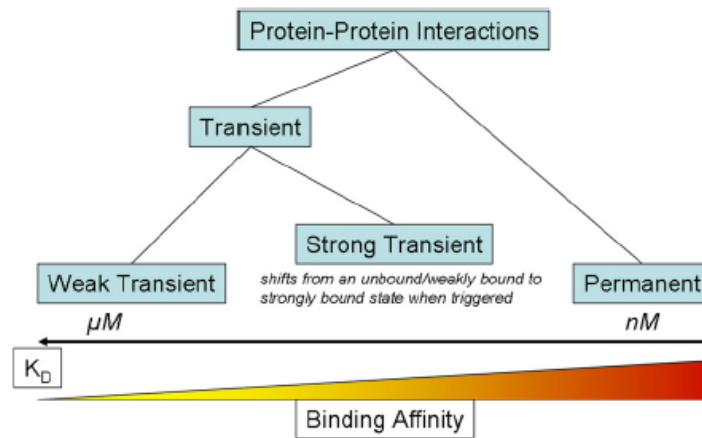 Protein-Protein Interactions
Transient
Strong Transient
shifts from an unbound/weakly bound to
strongly bound state when triggered
Weak Transient
Permanent
µM
nM
K_D
Binding Affinity